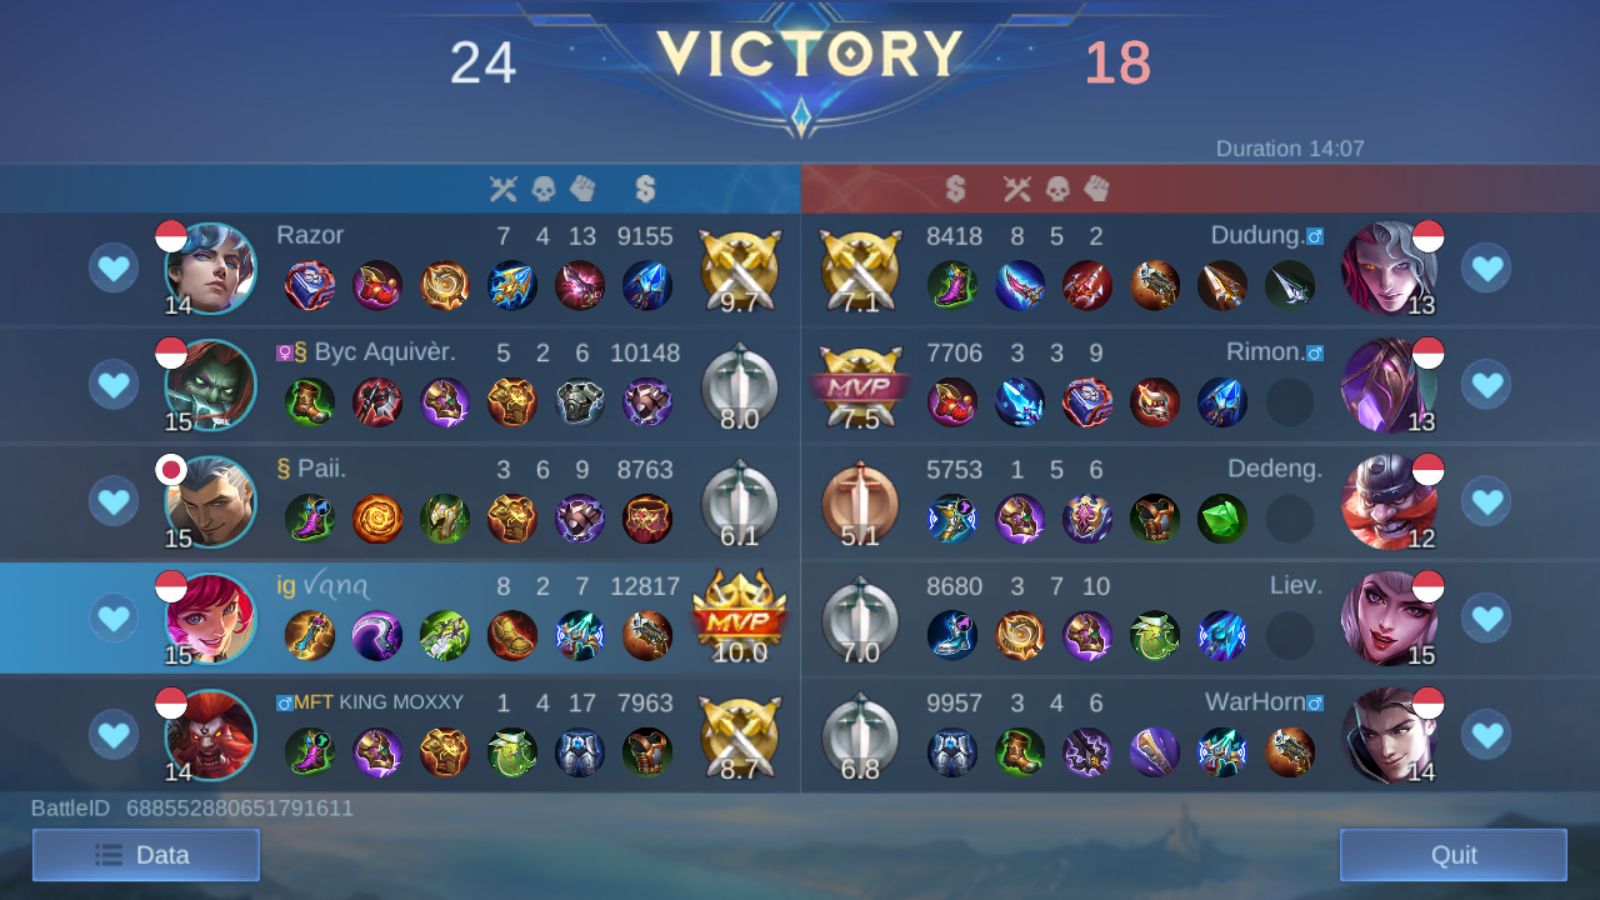 24 VICTORY 18
Duration 14:07
Razor 7 4 13 9155 9.7
14
7.1 8418 8 5 2 Dudung.
13
Byc Aquivèr. 5 2 6 10148 8.0
15
MVP 7.5 7706 3 3 9 Rimon.
13
§ Paii. 3 6 9 8763 6.1
15
5.1 5753 1 5 6 Dedeng.
12
ig Vana 8 2 7 12817 MVP 10.0
15
7.0 8680 3 7 10 Liev.
15
MFT KING MOXXY 1 4 17 7963 8.7
14
6.8 9957 3 4 6 WarHorn
14
BattleID 688552880651791611
Data
Quit